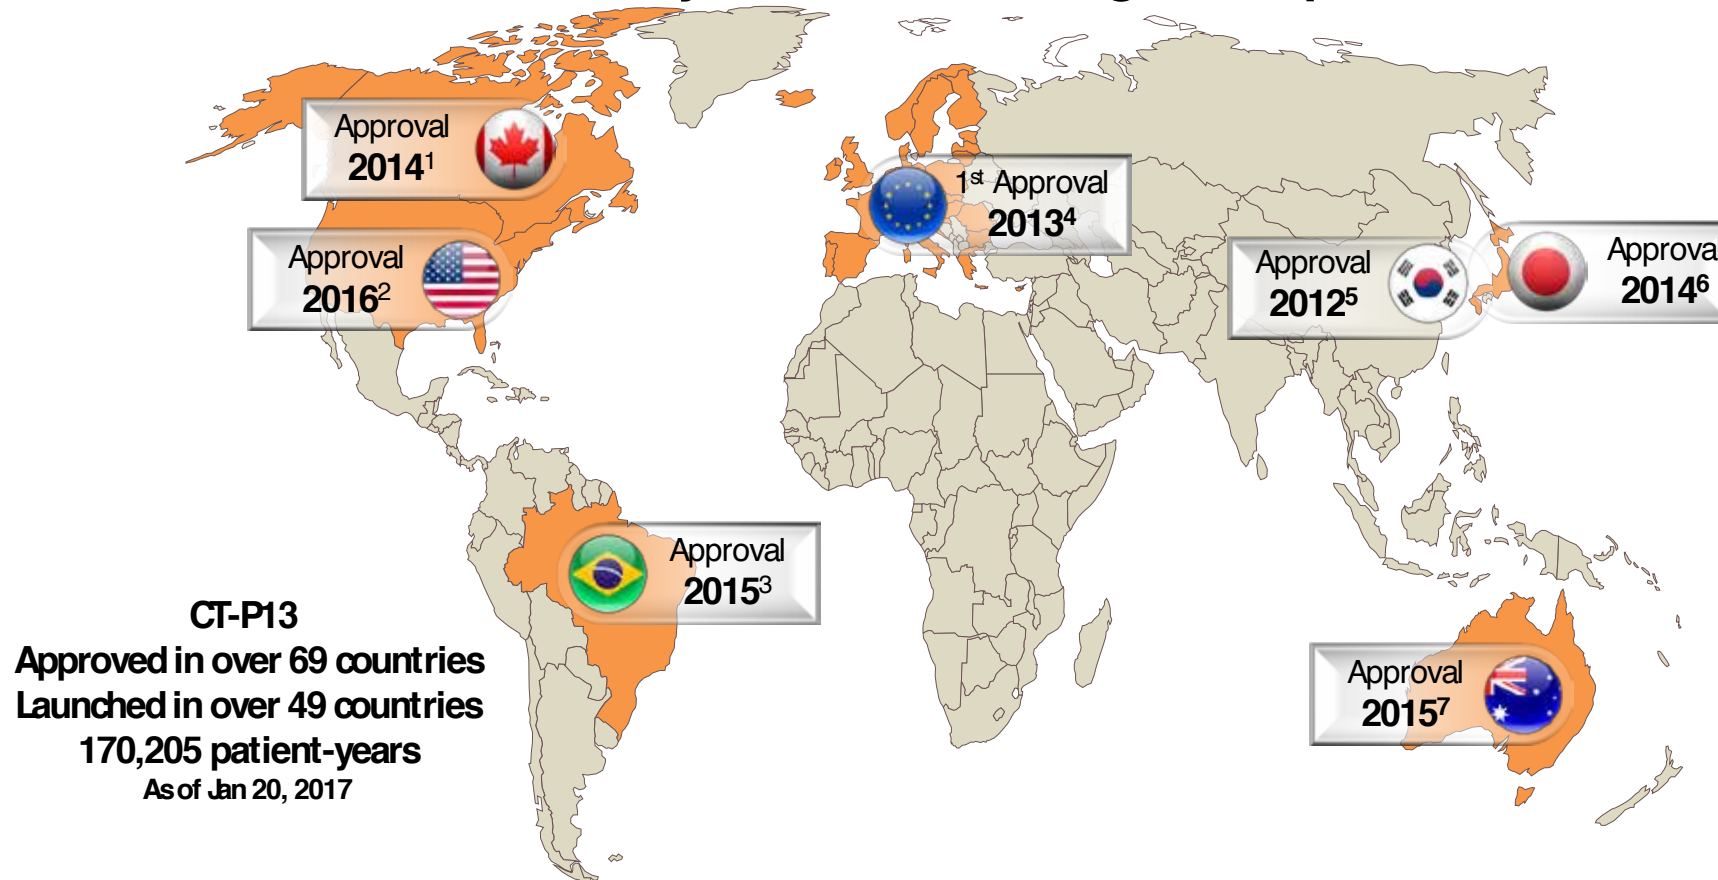 Approval
2014¹
Approval
2016²
1st Approval
2013⁴
Approval
2012⁵
Approva
2014⁶
Approval
2015³
Approval
2015⁷
CT-P13
Approved in over 69 countries
Launched in over 49 countries
170,205 patient-years
As of Jan 20, 2017